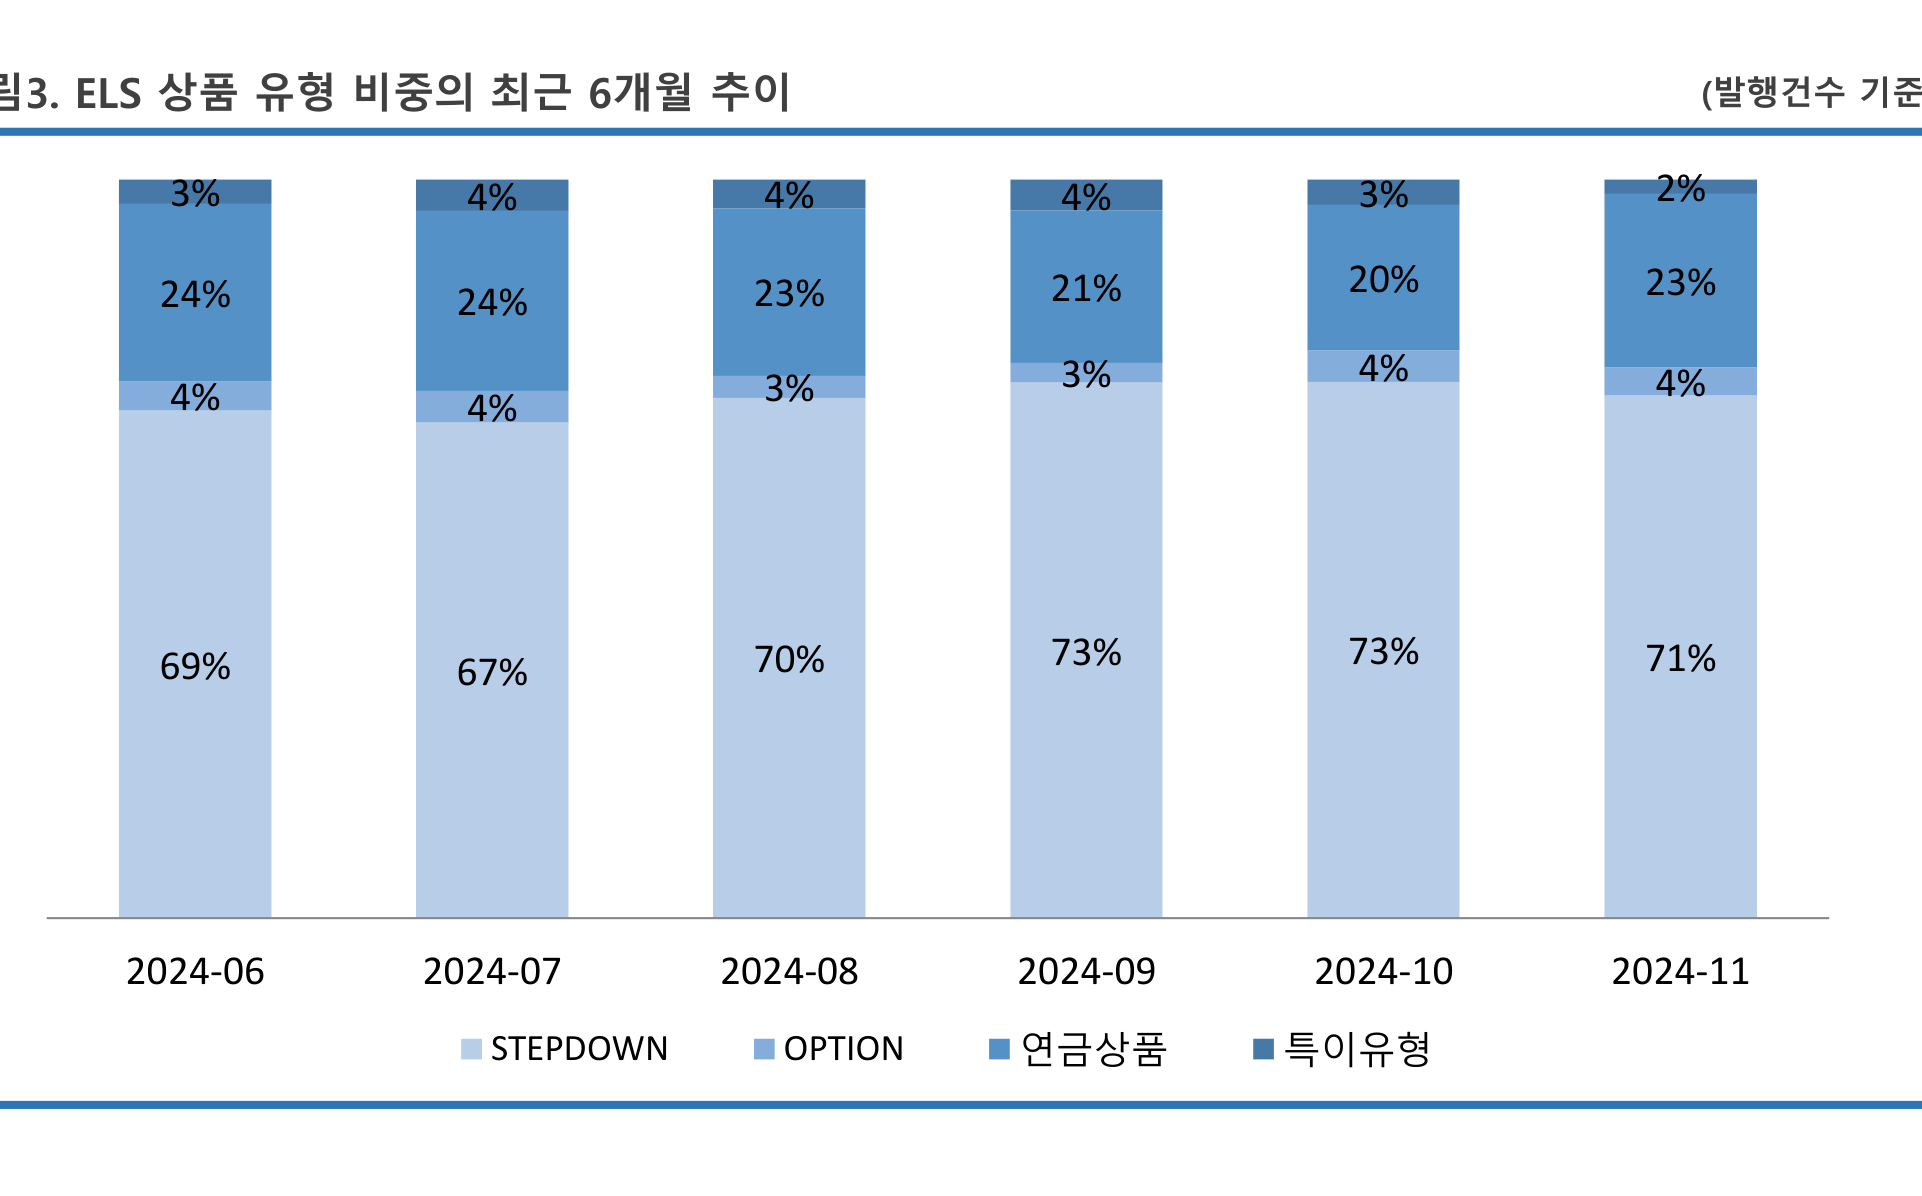 림3. ELS 상품 유형 비중의 최근 6개월 추이 (발행건수 기준
3% 4% 4% 4% 3% 2%
24% 24% 23% 21% 20% 23%
4% 4% 3% 3% 4% 4%
69% 67% 70% 73% 73% 71%
2024-06 2024-07 2024-08 2024-09 2024-10 2024-11
STEPDOWN OPTION 연금상품 특이유형